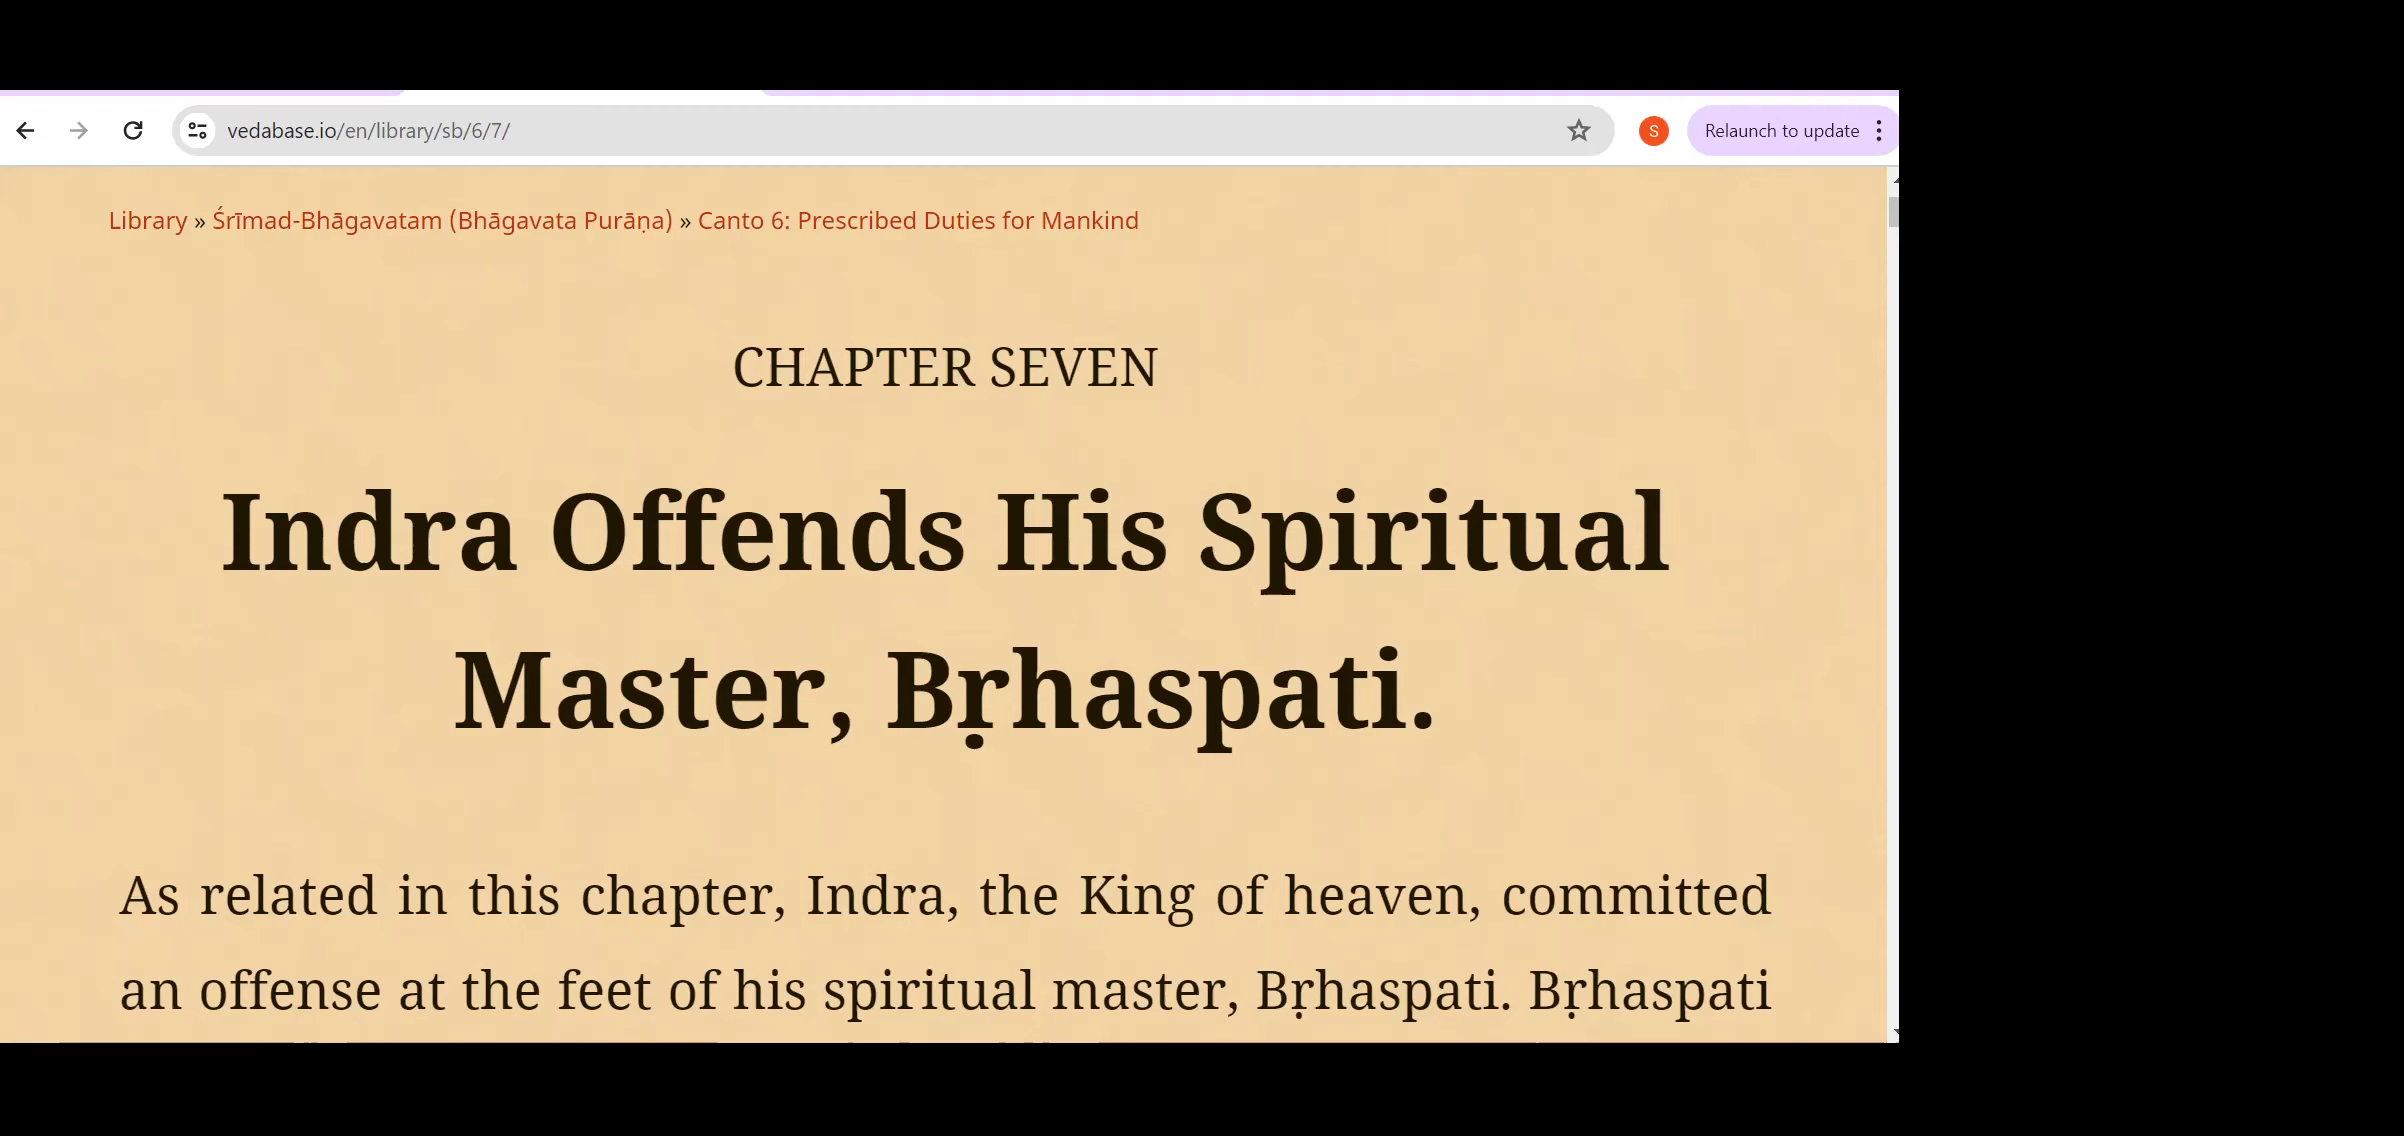 vedabase.io/en/library/sb/6/7/
S
Relaunch to update
Library » Śrīmad-Bhāgavatam (Bhāgavata Purāṇa) » Canto 6: Prescribed Duties for Mankind
CHAPTER SEVEN
Indra Offends His Spiritual
Master, Bṛhaspati.
As related in this chapter, Indra, the King of heaven, committed
an offense at the feet of his spiritual master, Bṛhaspati. Bṛhaspati